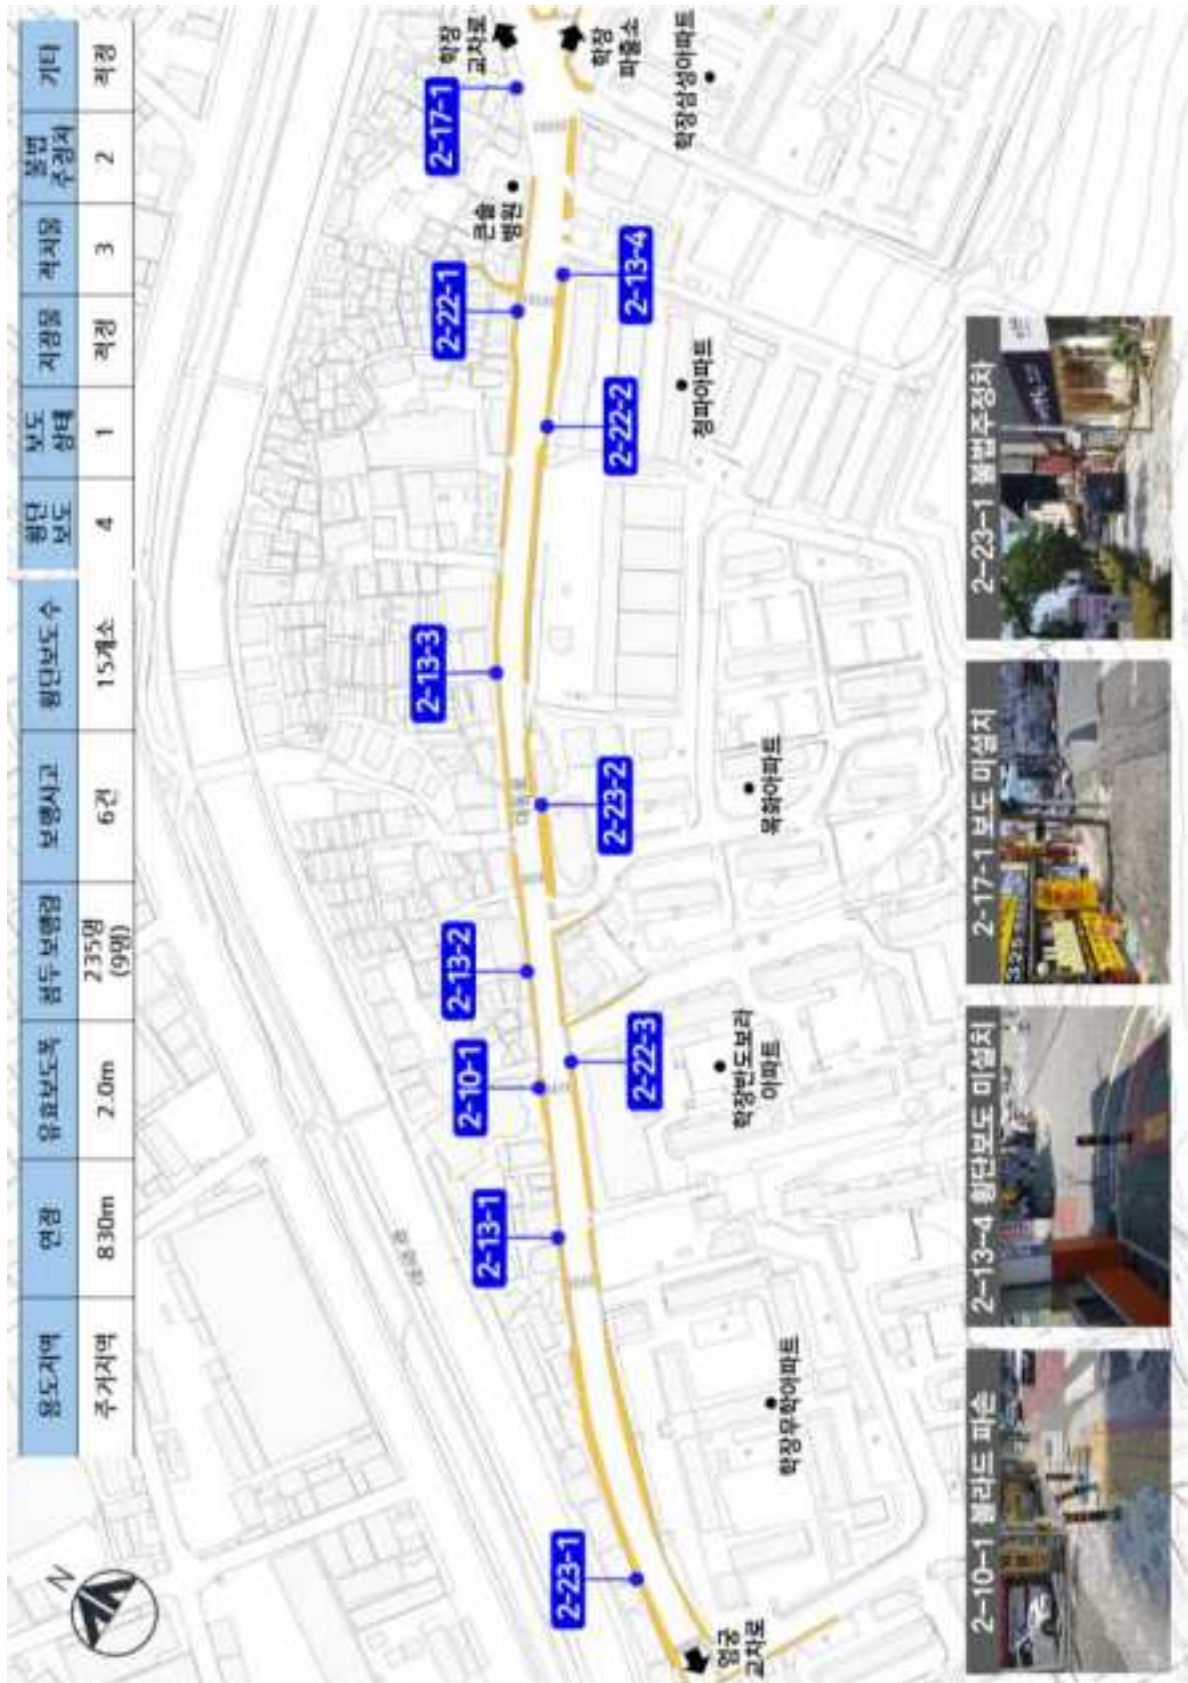 용도지역 연장 유효보도폭 첨두 보행량 보행사고 횡단보도 수 횡단보도 보도상태 지장물 적치물 불법주정차 기타
주거지역 830m 2.0m 235명(9명) 6건 15개소 4 1 적정 3 2 적정
N
학장
교차로
학장
파출소
2-17-1
큰솔
병원
학장삼성아파트
2-22-1
2-13-4
2-22-2
청파아파트
2-13-3
2-23-2
목화아파트
2-13-2
2-10-1
2-22-3
학장반도보라
아파트
2-13-1
학장무학아파트
2-23-1
엄궁
교차로
2-10-1 볼라드 파손
2-13-4 횡단보도 미설치
2-17-1 보도 미설치
325
2-23-1 불법주정차